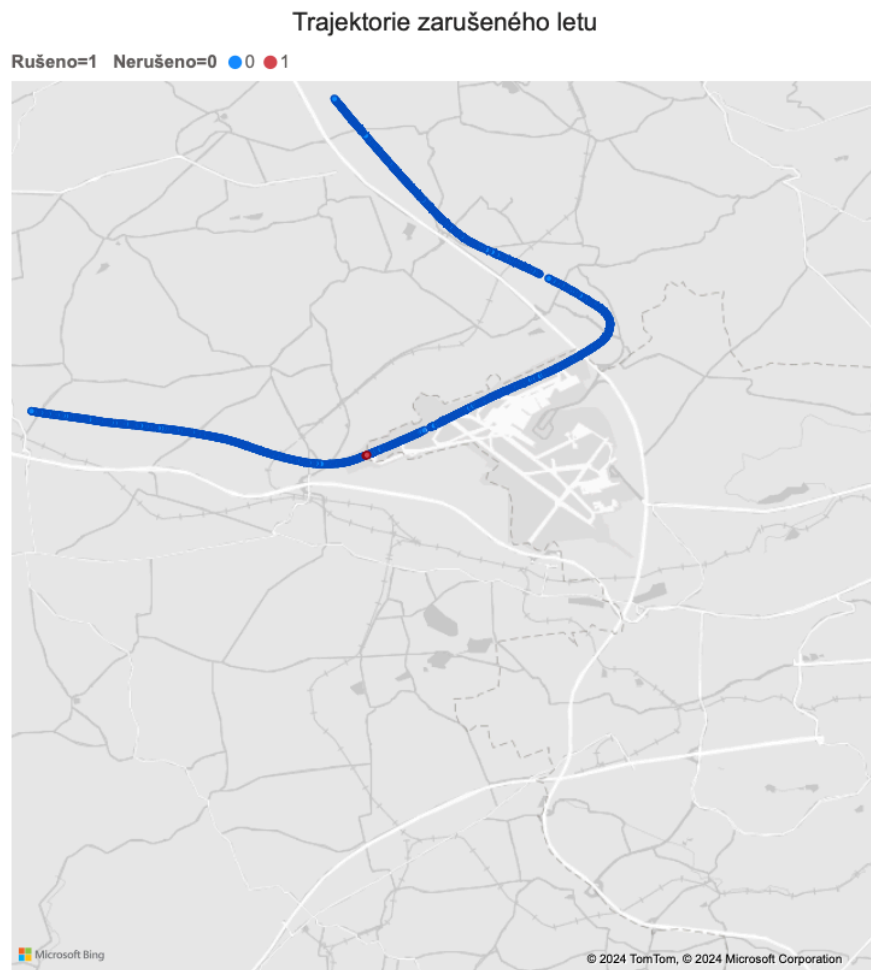 Trajektorie zarušeného letu
Rušeno=1 Nerušeno=0 0 1
Microsoft Bing
© 2024 TomTom, © 2024 Microsoft Corporation